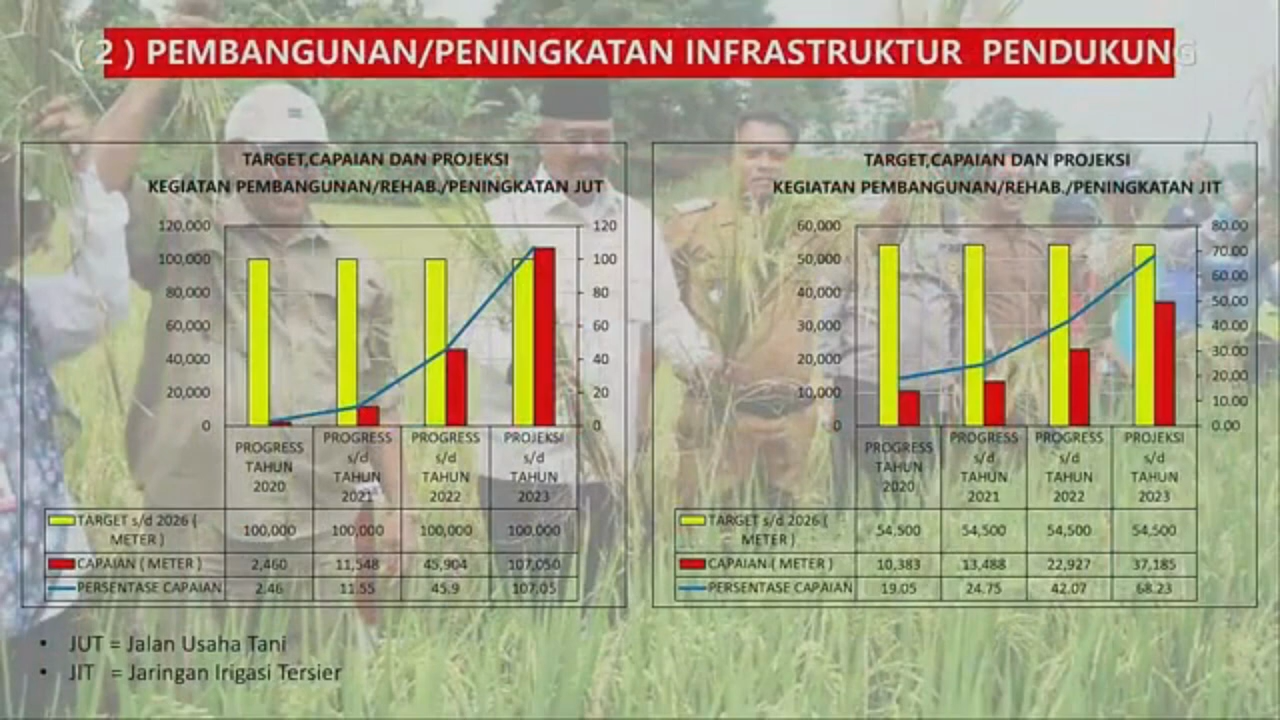 ( 2 ) PEMBANGUNAN/PENINGKATAN INFRASTRUKTUR PENDUKUNG
TARGET,CAPAIAN DAN PROJEKSI
KEGIATAN PEMBANGUNAN/REHAB./PENINGKATAN JUT
120,000
100,000
80,000
60,000
40,000
20,000
0
120
100
80
60
40
20
0
PROGRESS TAHUN 2020
PROGRESS s/d TAHUN 2021
PROGRESS s/d TAHUN 2022
PROJEKSI s/d TAHUN 2023
TARGET s/d 2026 ( METER ) 100,000 100,000 100,000 100,000
CAPAIAN ( METER ) 2,460 11,548 45,904 107,050
PERSENTASE CAPAIAN 2.46 11.55 45.9 107.05
TARGET,CAPAIAN DAN PROJEKSI
KEGIATAN PEMBANGUNAN/REHAB./PENINGKATAN JIT
60,000
50,000
40,000
30,000
20,000
10,000
0
80.00
70.00
60.00
50.00
40.00
30.00
20.00
10.00
0.00
PROGRESS TAHUN 2020
PROGRESS s/d TAHUN 2021
PROGRESS s/d TAHUN 2022
PROJEKSI s/d TAHUN 2023
TARGET s/d 2026 ( METER ) 54,500 54,500 54,500 54,500
CAPAIAN ( METER ) 10,383 13,488 22,927 37,185
PERSENTASE CAPAIAN 19.05 24.75 42.07 68.23
• JUT = Jalan Usaha Tani
• JIT = Jaringan Irigasi Tersier